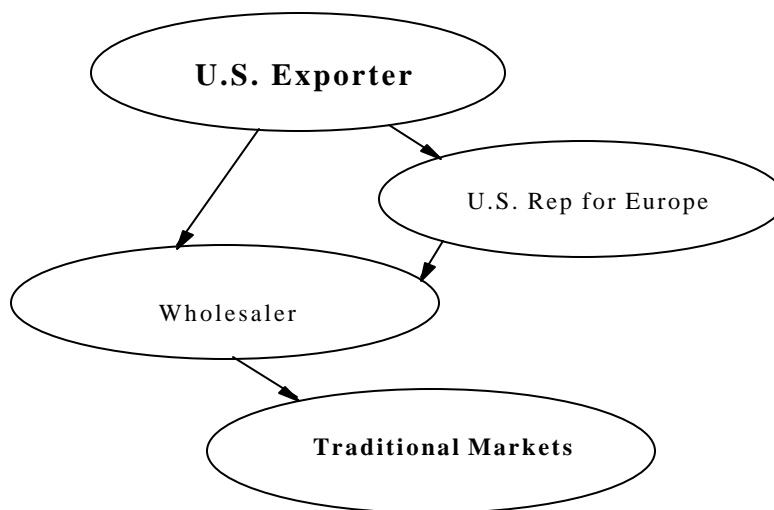 U.S. Exporter
U.S. Rep for Europe
Wholesaler
Traditional Markets